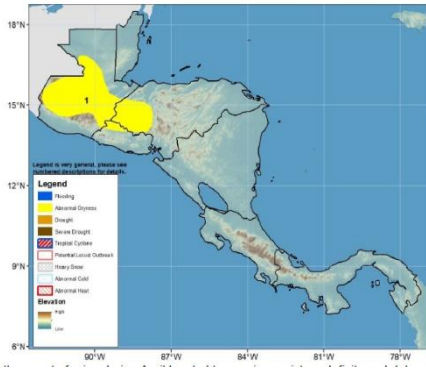 18°N
15°N
1
12°N
9°N
6°N
Legend is very general, please see
numbered descriptions for details.
Legend
Flooding
Abnormal Dryness
Drought
Severe Drought
Tropical Cyclone
Potential Locust Outbreak
Heavy Snow
Abnormal Cold
Abnormal Heat
Elevation
High
Low
90°W
87°W
84°W
81°W
78°W